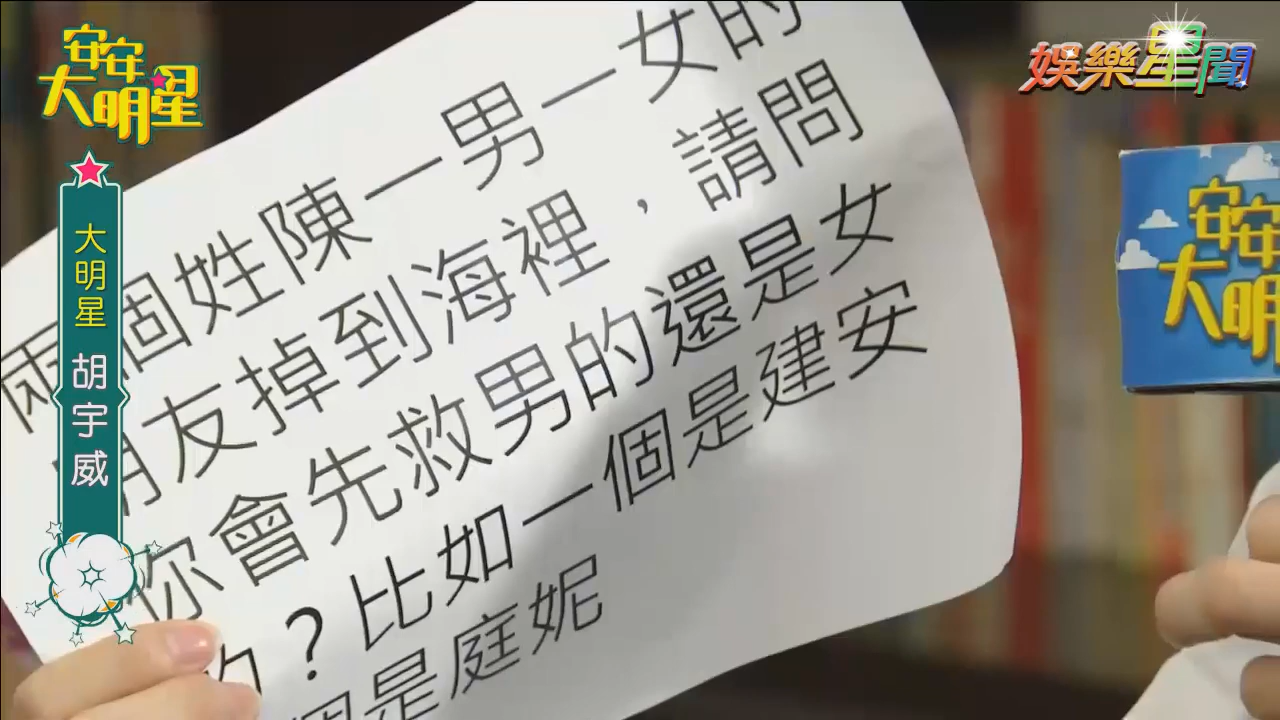 安安
大明星
娛樂星聞
大明星 胡宇威
兩個姓陳一男一女的
朋友掉到海裡，請問
你會先救男的還是女
的？比如一個是建安
個是庭妮
安安
大明